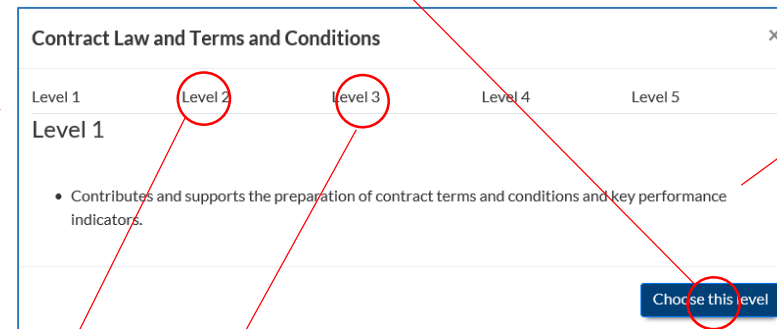 Contract Law and Terms and Conditions ×
Level 1 Level 2 Level 3 Level 4 Level 5
Level 1
• Contributes and supports the preparation of contract terms and conditions and key performance
indicators.
Choose this level